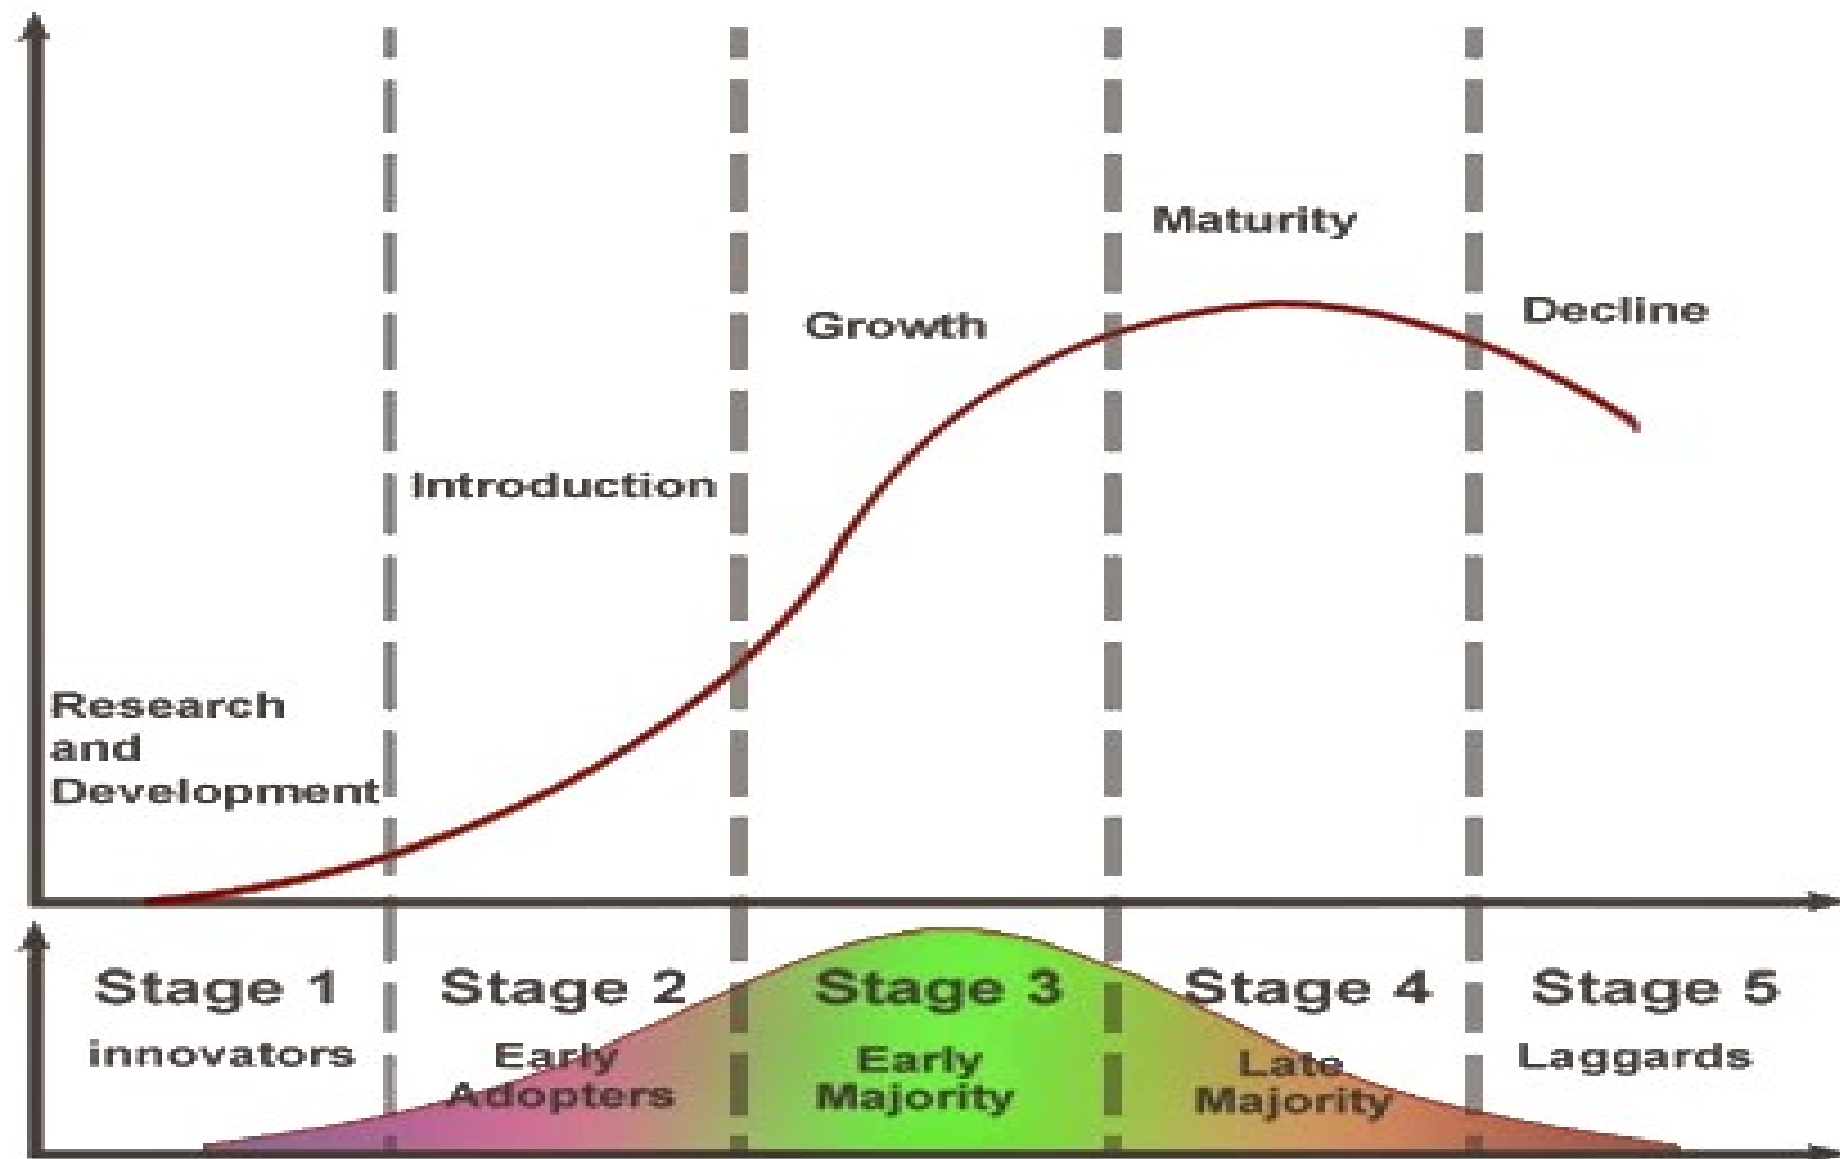 Maturity
Decline
Growth
Introduction
Research
and
Development
Stage 1
Stage 2
Stage 3
Stage 4
Stage 5
innovators
Early
Adopters
Early
Majority
Late
Majority
Laggards